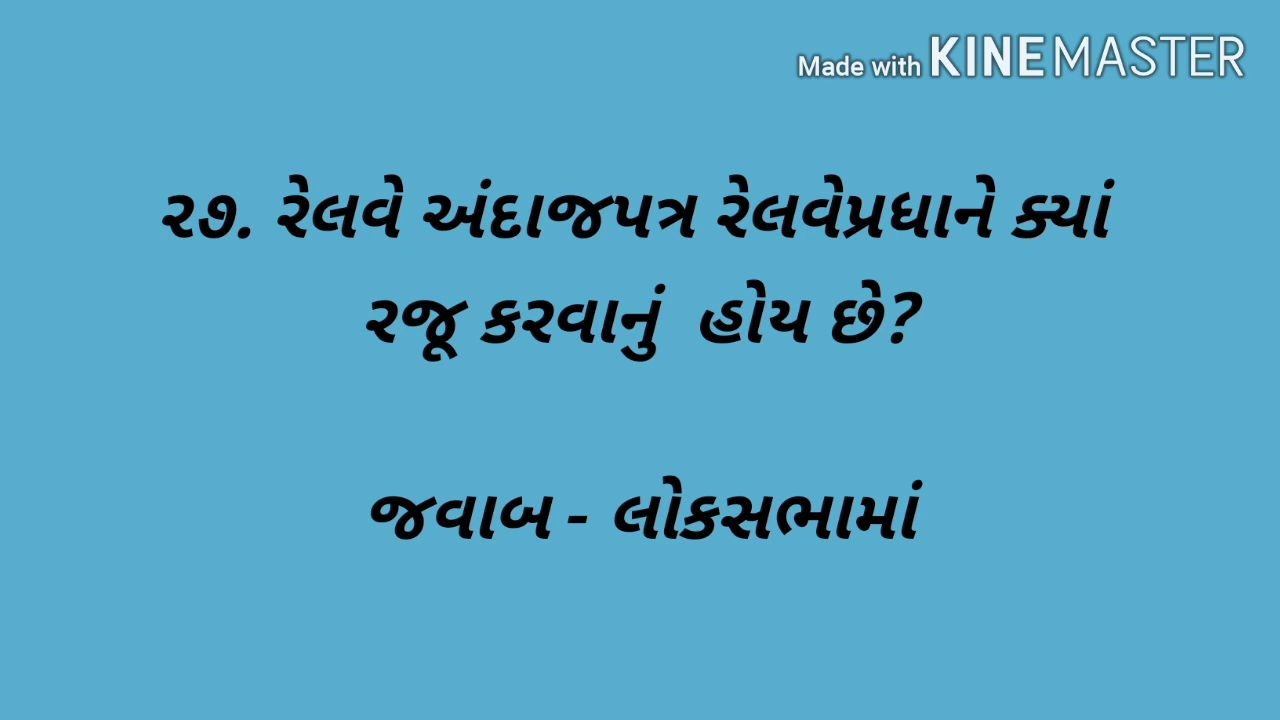 Made with KINEMASTER
૨૭. રેલવે અંદાજપત્ર રેલવેપ્રધાને ક્યાં
રજૂ કરવાનું હોય છે?
જવાબ - લોકસભામાં